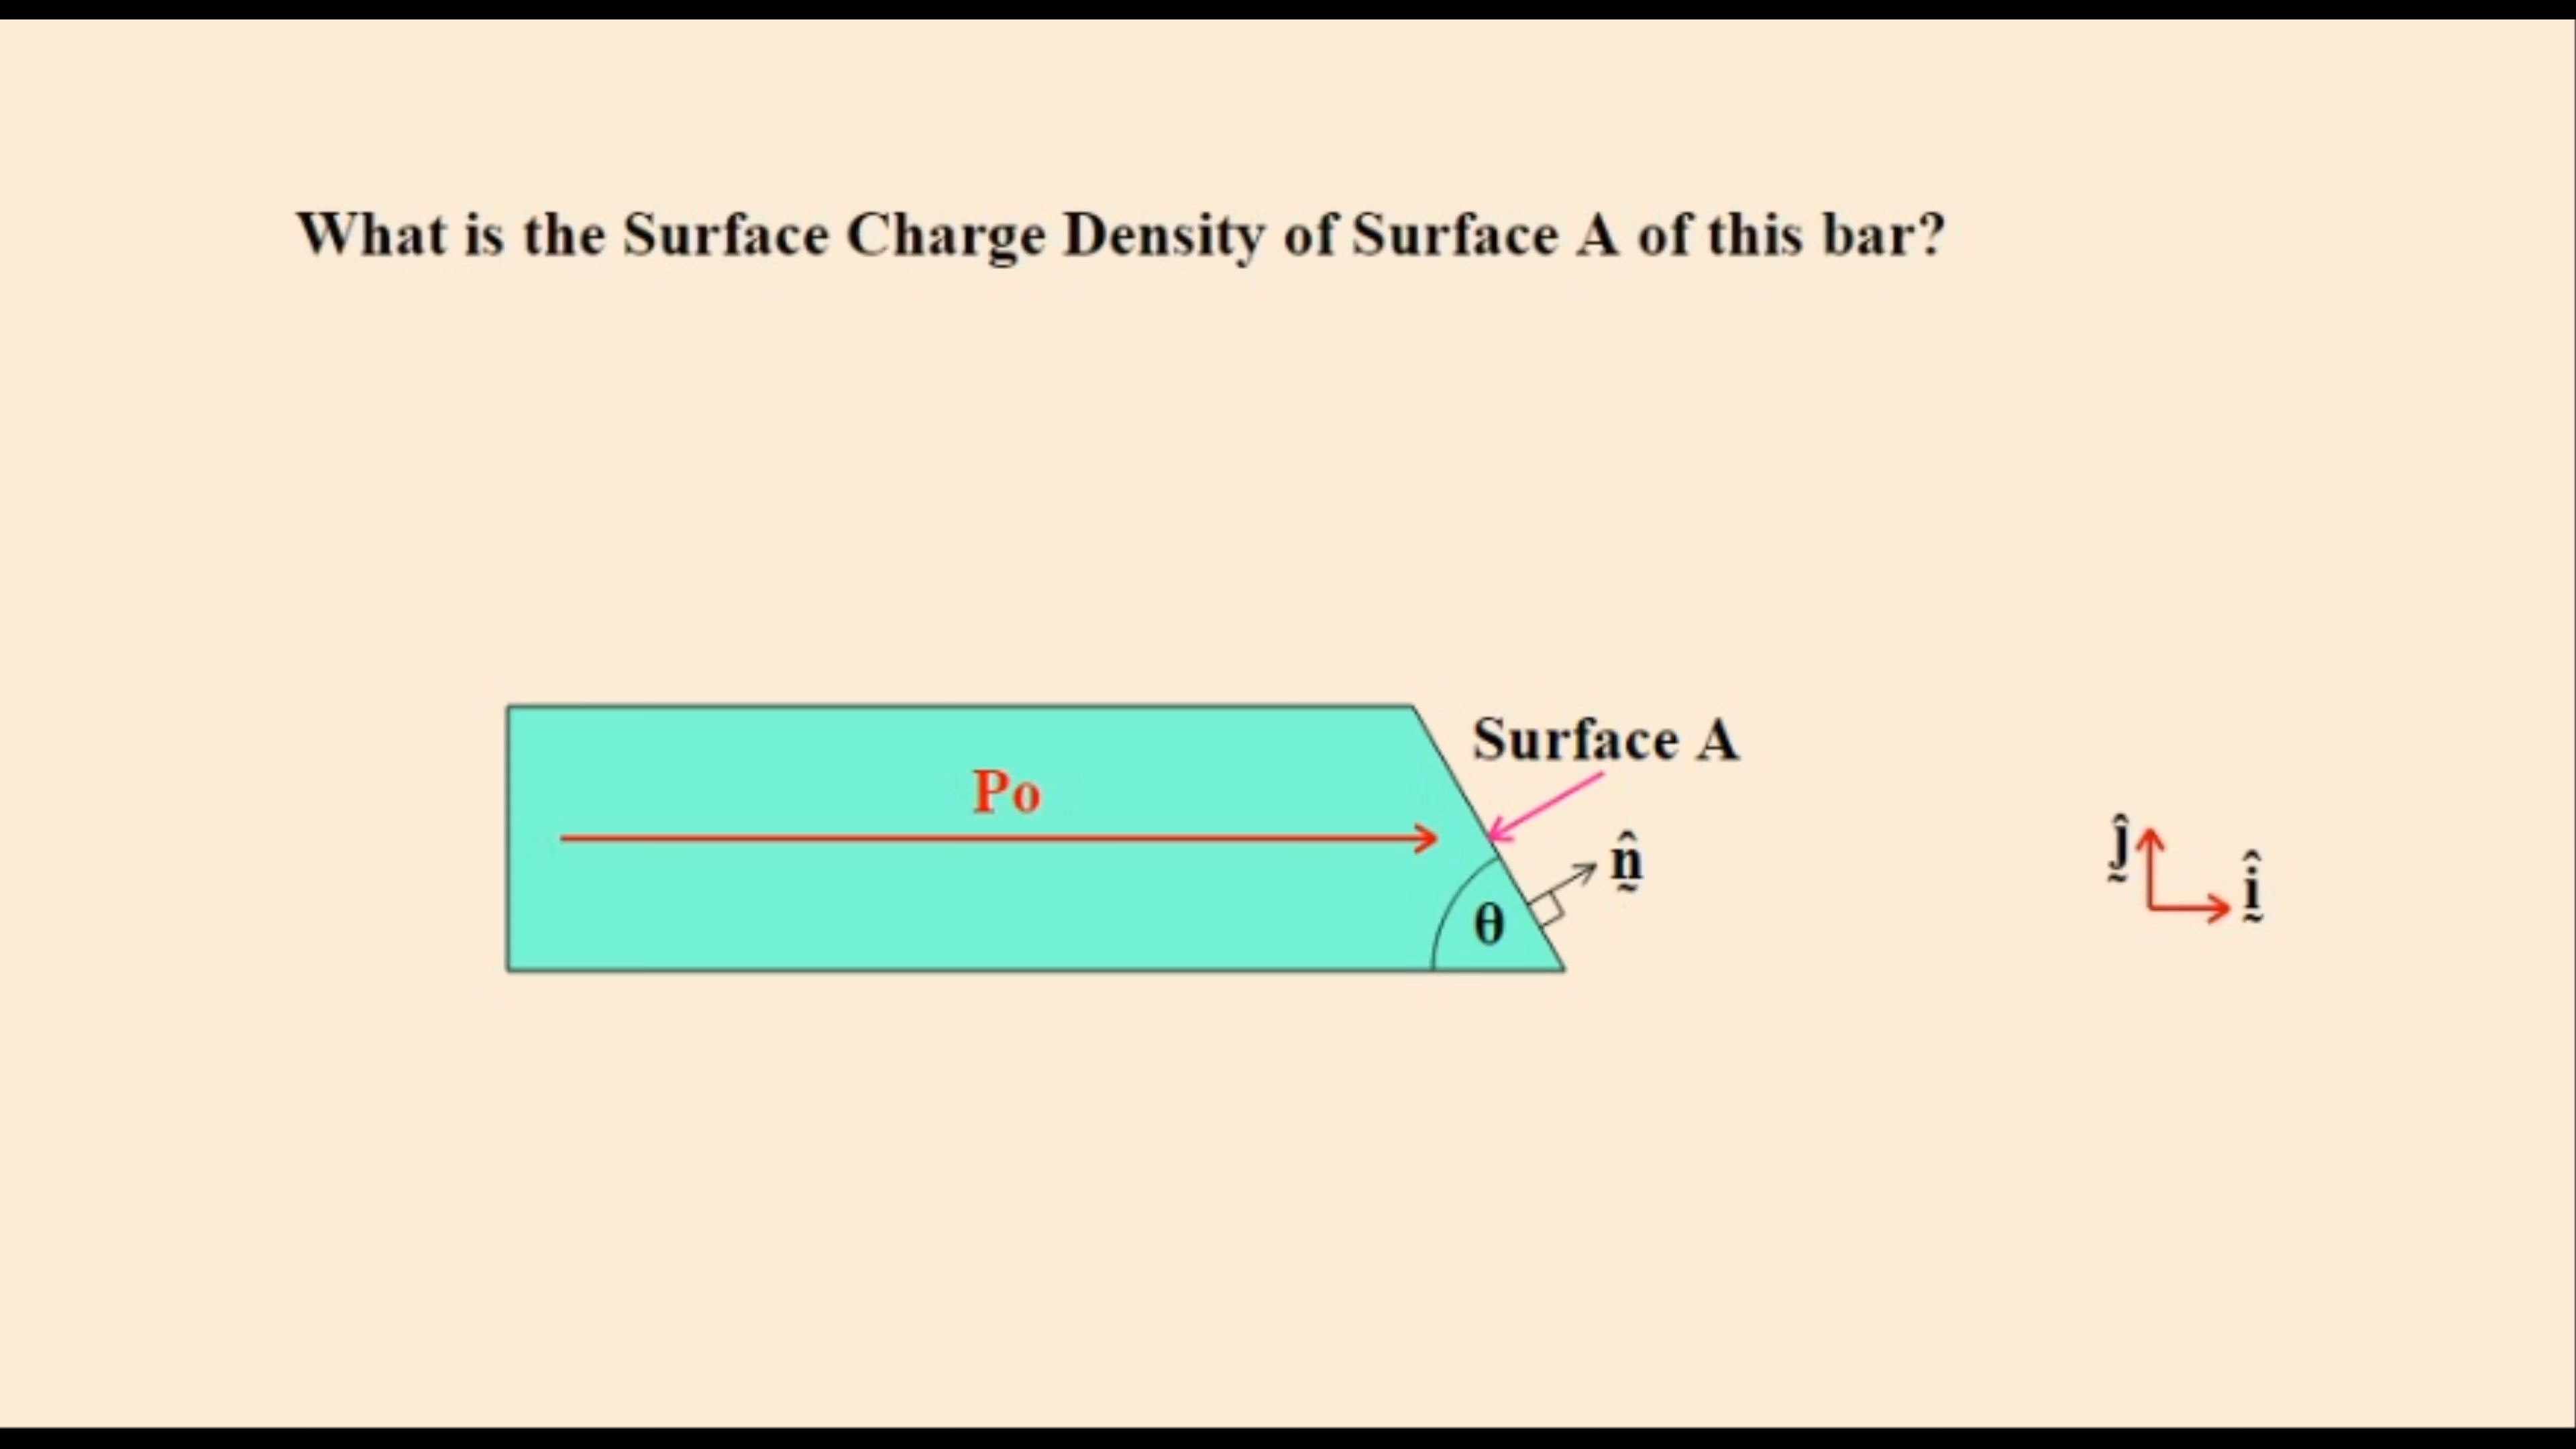 What is the Surface Charge Density of Surface A of this bar?
Surface A
Po
n̰̂
θ
ĵ̰
ḭ̂